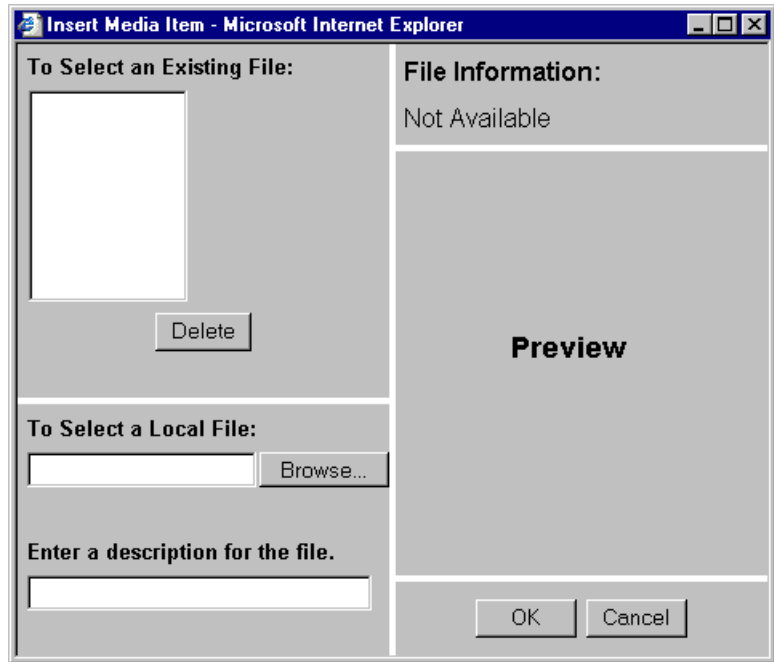 Insert Media Item - Microsoft Internet Explorer
To Select an Existing File:
Delete
To Select a Local File:
Browse...
Enter a description for the file.
File Information:
Not Available
Preview
OK
Cancel